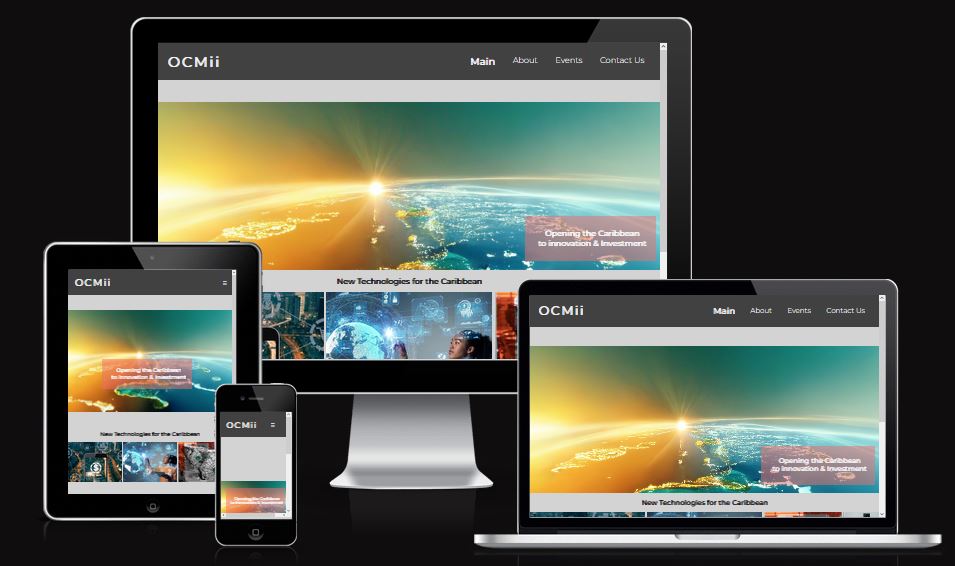 OCMii
Main About Events Contact Us
Opening the Caribbean
to innovation & Investment
New Technologies for the Caribbean
OCMii
Opening the Caribbean
to innovation & Investment
New Technologies for the Caribbean
OCMii
Opening the Caribbean
to innovation & Investment
OCMii
Main About Events Contact Us
Opening the Caribbean
to innovation & Investment
New Technologies for the Caribbean